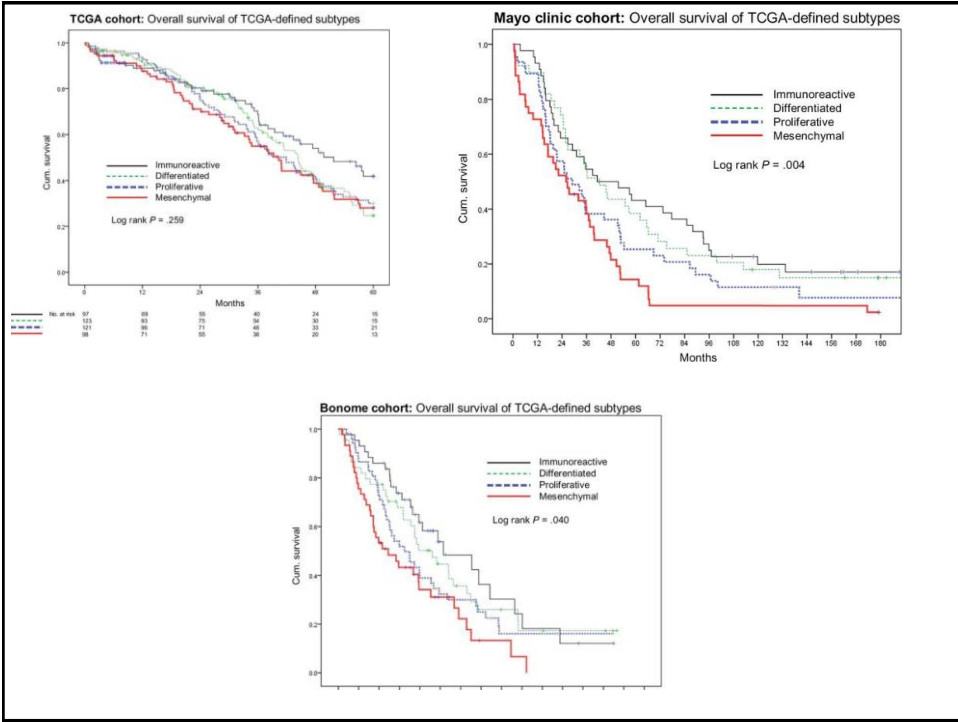 TCGA cohort: Overall survival of TCGA-defined subtypes
Cum. survival
1.0
0.8
0.6
0.4
0.2
0.0
Immunoreactive
Differentiated
Proliferative
Mesenchymal
Log rank P = .259
0 12 24 36 48 60
Months
No. at risk 97 69 55 40 24 15
123 93 75 54 30 15
121 96 71 48 33 21
98 71 55 36 20 13
Mayo clinic cohort: Overall survival of TCGA-defined subtypes
Cum. survival
1.0
0.8
0.6
0.4
0.2
0.0
Immunoreactive
Differentiated
Proliferative
Mesenchymal
Log rank P = .004
0 12 24 36 48 60 72 84 96 108 120 132 144 156 168 180
Months
Bonome cohort: Overall survival of TCGA-defined subtypes
Cum. survival
1.0
0.8
0.6
0.4
0.2
0.0
Immunoreactive
Differentiated
Proliferative
Mesenchymal
Log rank P = .040